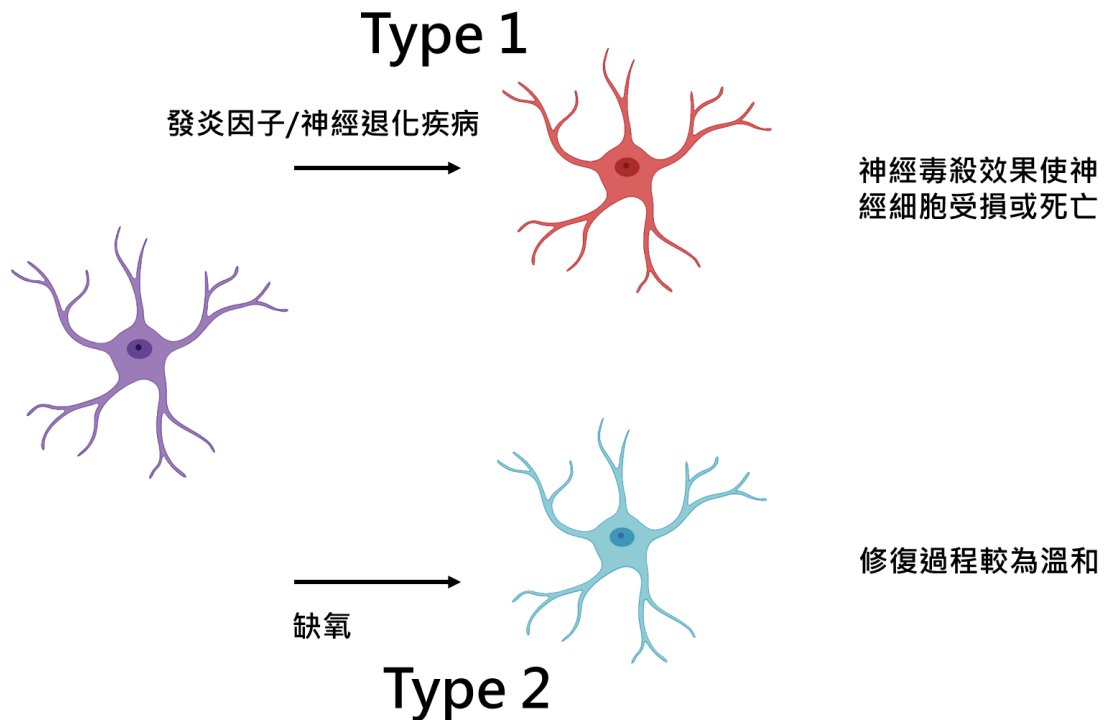 Type 1
發炎因子/神經退化疾病
神經毒殺效果使神
經細胞受損或死亡
修復過程較為溫和
缺氧
Type 2